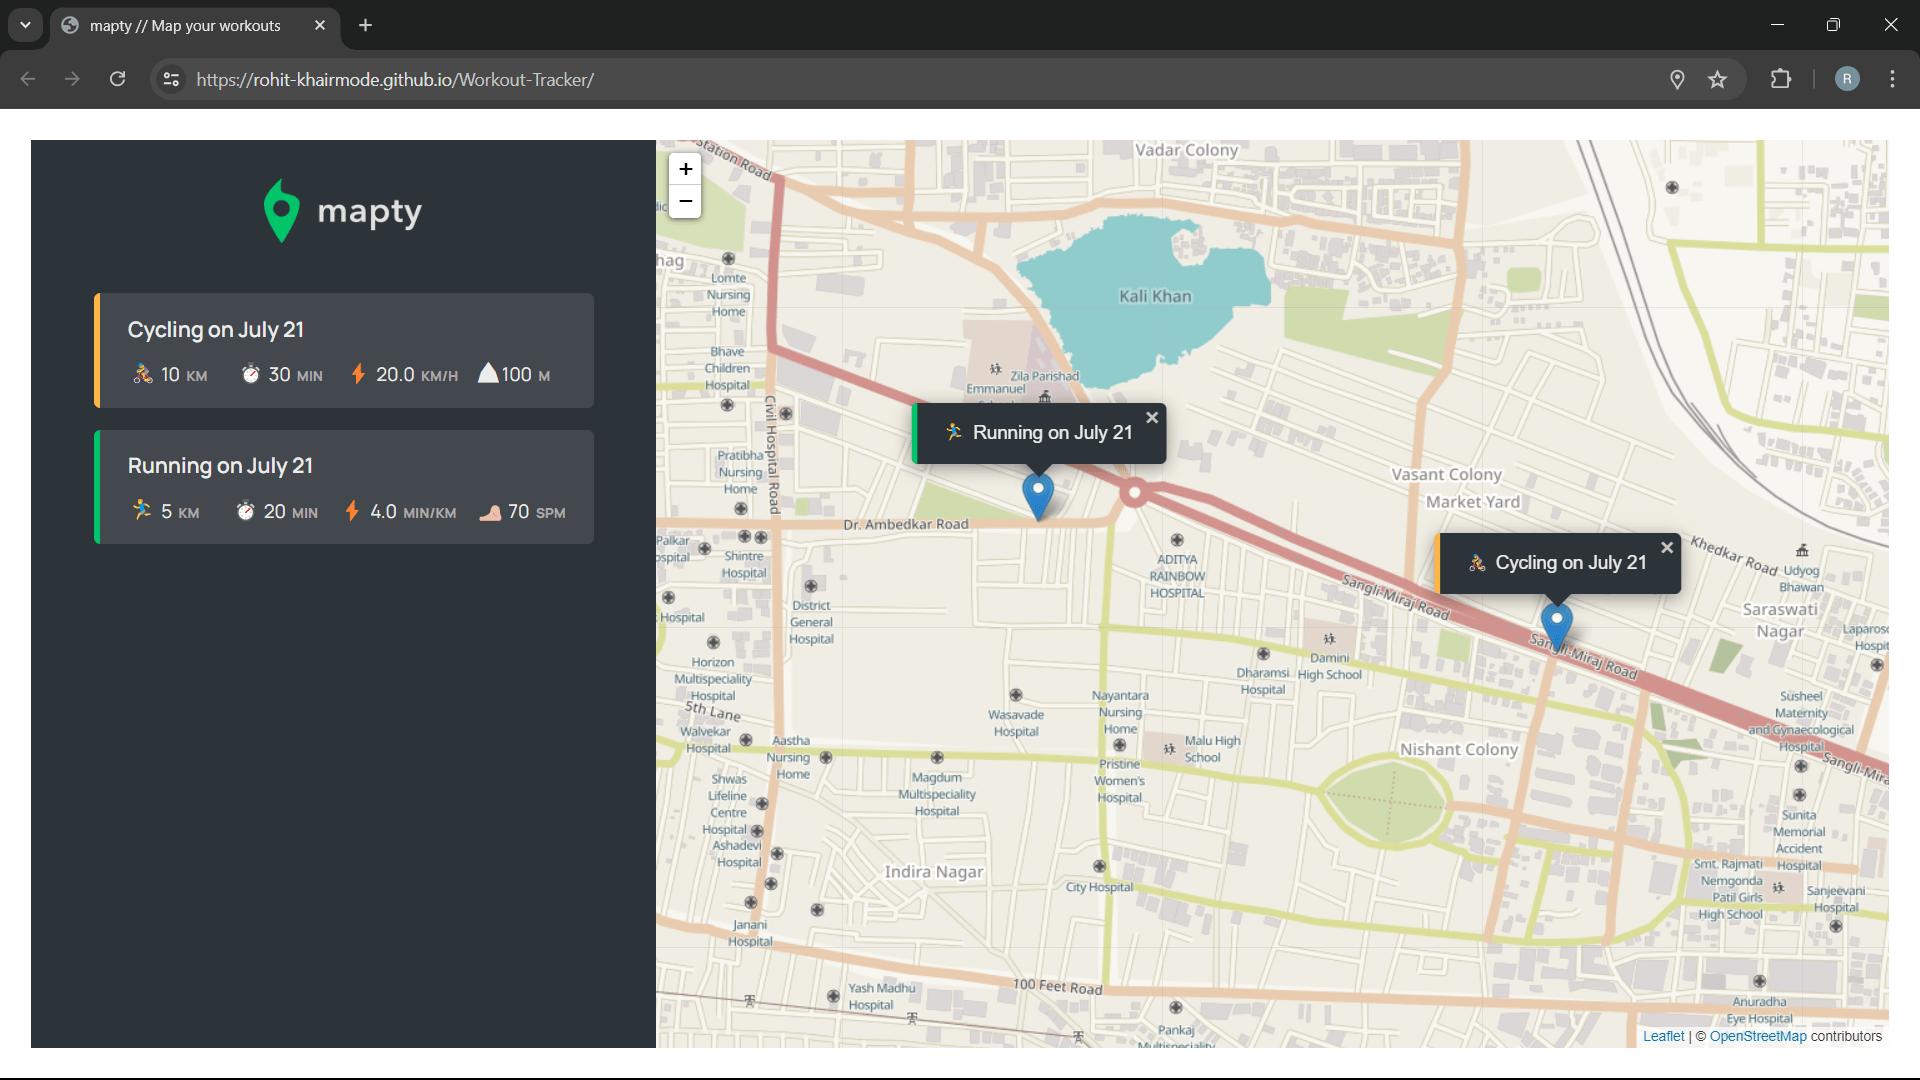 mapty // Map your workouts
https://rohit-khairmode.github.io/Workout-Tracker/
R
mapty
Cycling on July 21
10 KM 30 MIN 20.0 KM/H 100 M
Running on July 21
5 KM 20 MIN 4.0 MIN/KM 70 SPM
+
−
Station Road
Vadar Colony
hag
Lomte
Nursing
Home
Kali Khan
Bhave
Children
Hospital
Zila Parishad
Emmanuel
Civil Hospital Road
Running on July 21
Pratibha
Nursing
Home
Vasant Colony
Market Yard
Dr. Ambedkar Road
Palkar
Shintre
Hospital
ADITYA
RAINBOW
HOSPITAL
Cycling on July 21
Khedkar Road
Udyog
Bhawan
Sangli-Miraj Road
Hospital
District
General
Hospital
Saraswati
Nagar
Sangli-Miraj Road
Horizon
Multispeciality
Hospital
Dharamsi
Hospital
Damini
High School
5th Lane
Walvekar
Hospital
Wasavade
Hospital
Nayantara
Nursing
Home
Susheel
Maternity
and Gynaecological
Hospital
Aastha
Nursing
Home
Malu High
School
Nishant Colony
Sangli-Mira
Pristine
Women's
Hospital
Shwas
Lifeline
Centre
Hospital
Magdum
Multispeciality
Hospital
Sunita
Memorial
Accident
Hospital
Ashadevi
Hospital
Indira Nagar
City Hospital
Smt. Rajmati
Nemgonda
Patil Girls
High School
Sanjeevani
Hospital
Janani
Hospital
100 Feet Road
Yash Madhu
Hospital
Anuradha
Eye Hospital
Pankaj
Multispeciality
Leaflet | © OpenStreetMap contributors